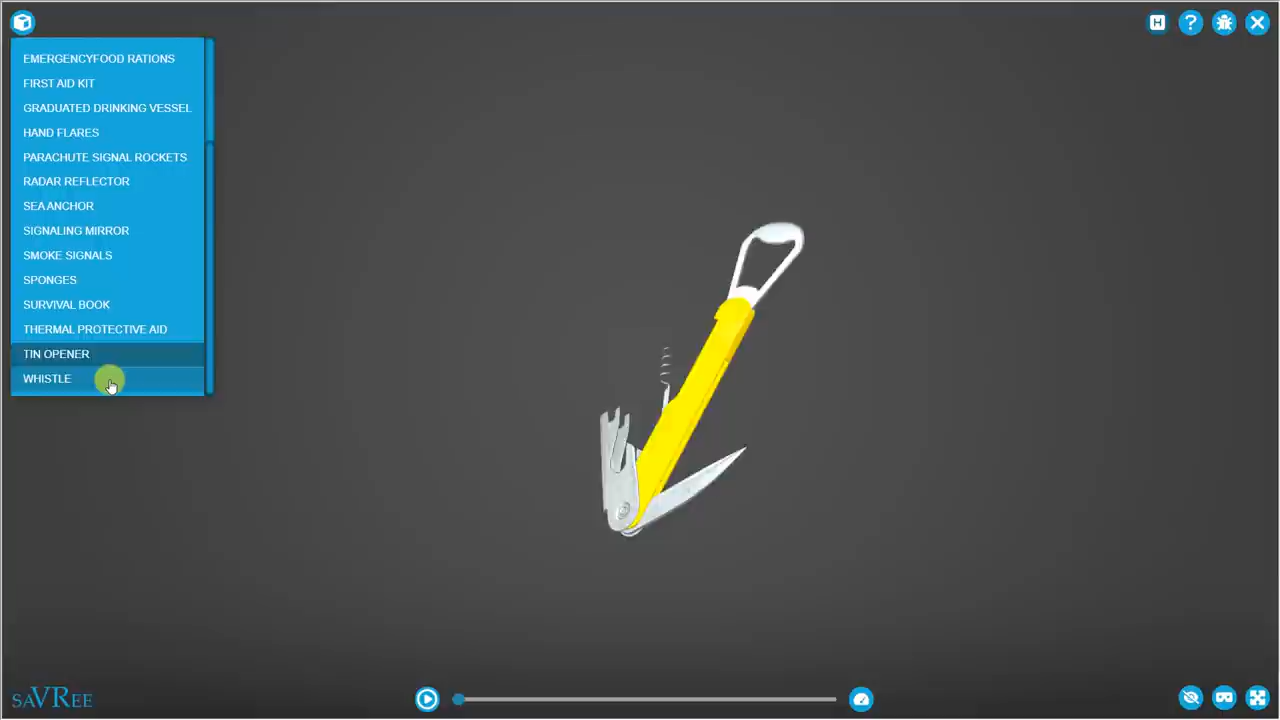 EMERGENCYFOOD RATIONS
FIRST AID KIT
GRADUATED DRINKING VESSEL
HAND FLARES
PARACHUTE SIGNAL ROCKETS
RADAR REFLECTOR
SEA ANCHOR
SIGNALING MIRROR
SMOKE SIGNALS
SPONGES
SURVIVAL BOOK
THERMAL PROTECTIVE AID
TIN OPENER
WHISTLE
H ?
saVRee